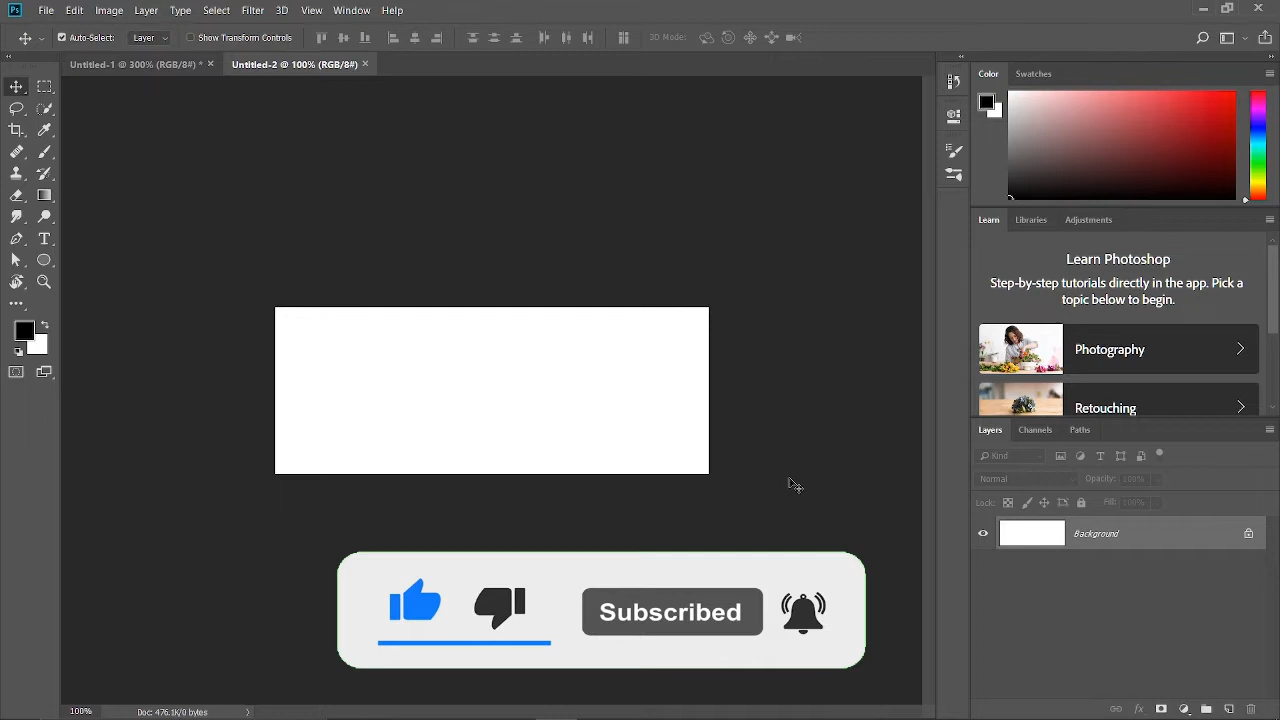 Ps File Edit Image Layer Type Select Filter 3D View Window Help
Auto-Select: Layer Show Transform Controls 3D Mode:
Untitled-1 @ 300% (RGB/8#) * × Untitled-2 @ 100% (RGB/8#) ×
Color Swatches
Learn Libraries Adjustments
Learn Photoshop
Step-by-step tutorials directly in the app. Pick a
topic below to begin.
Photography
Retouching
Layers Channels Paths
Kind
Normal Opacity: 100%
Lock: Fill: 100%
Background
Subscribed
100% Doc: 476.1K/0 bytes